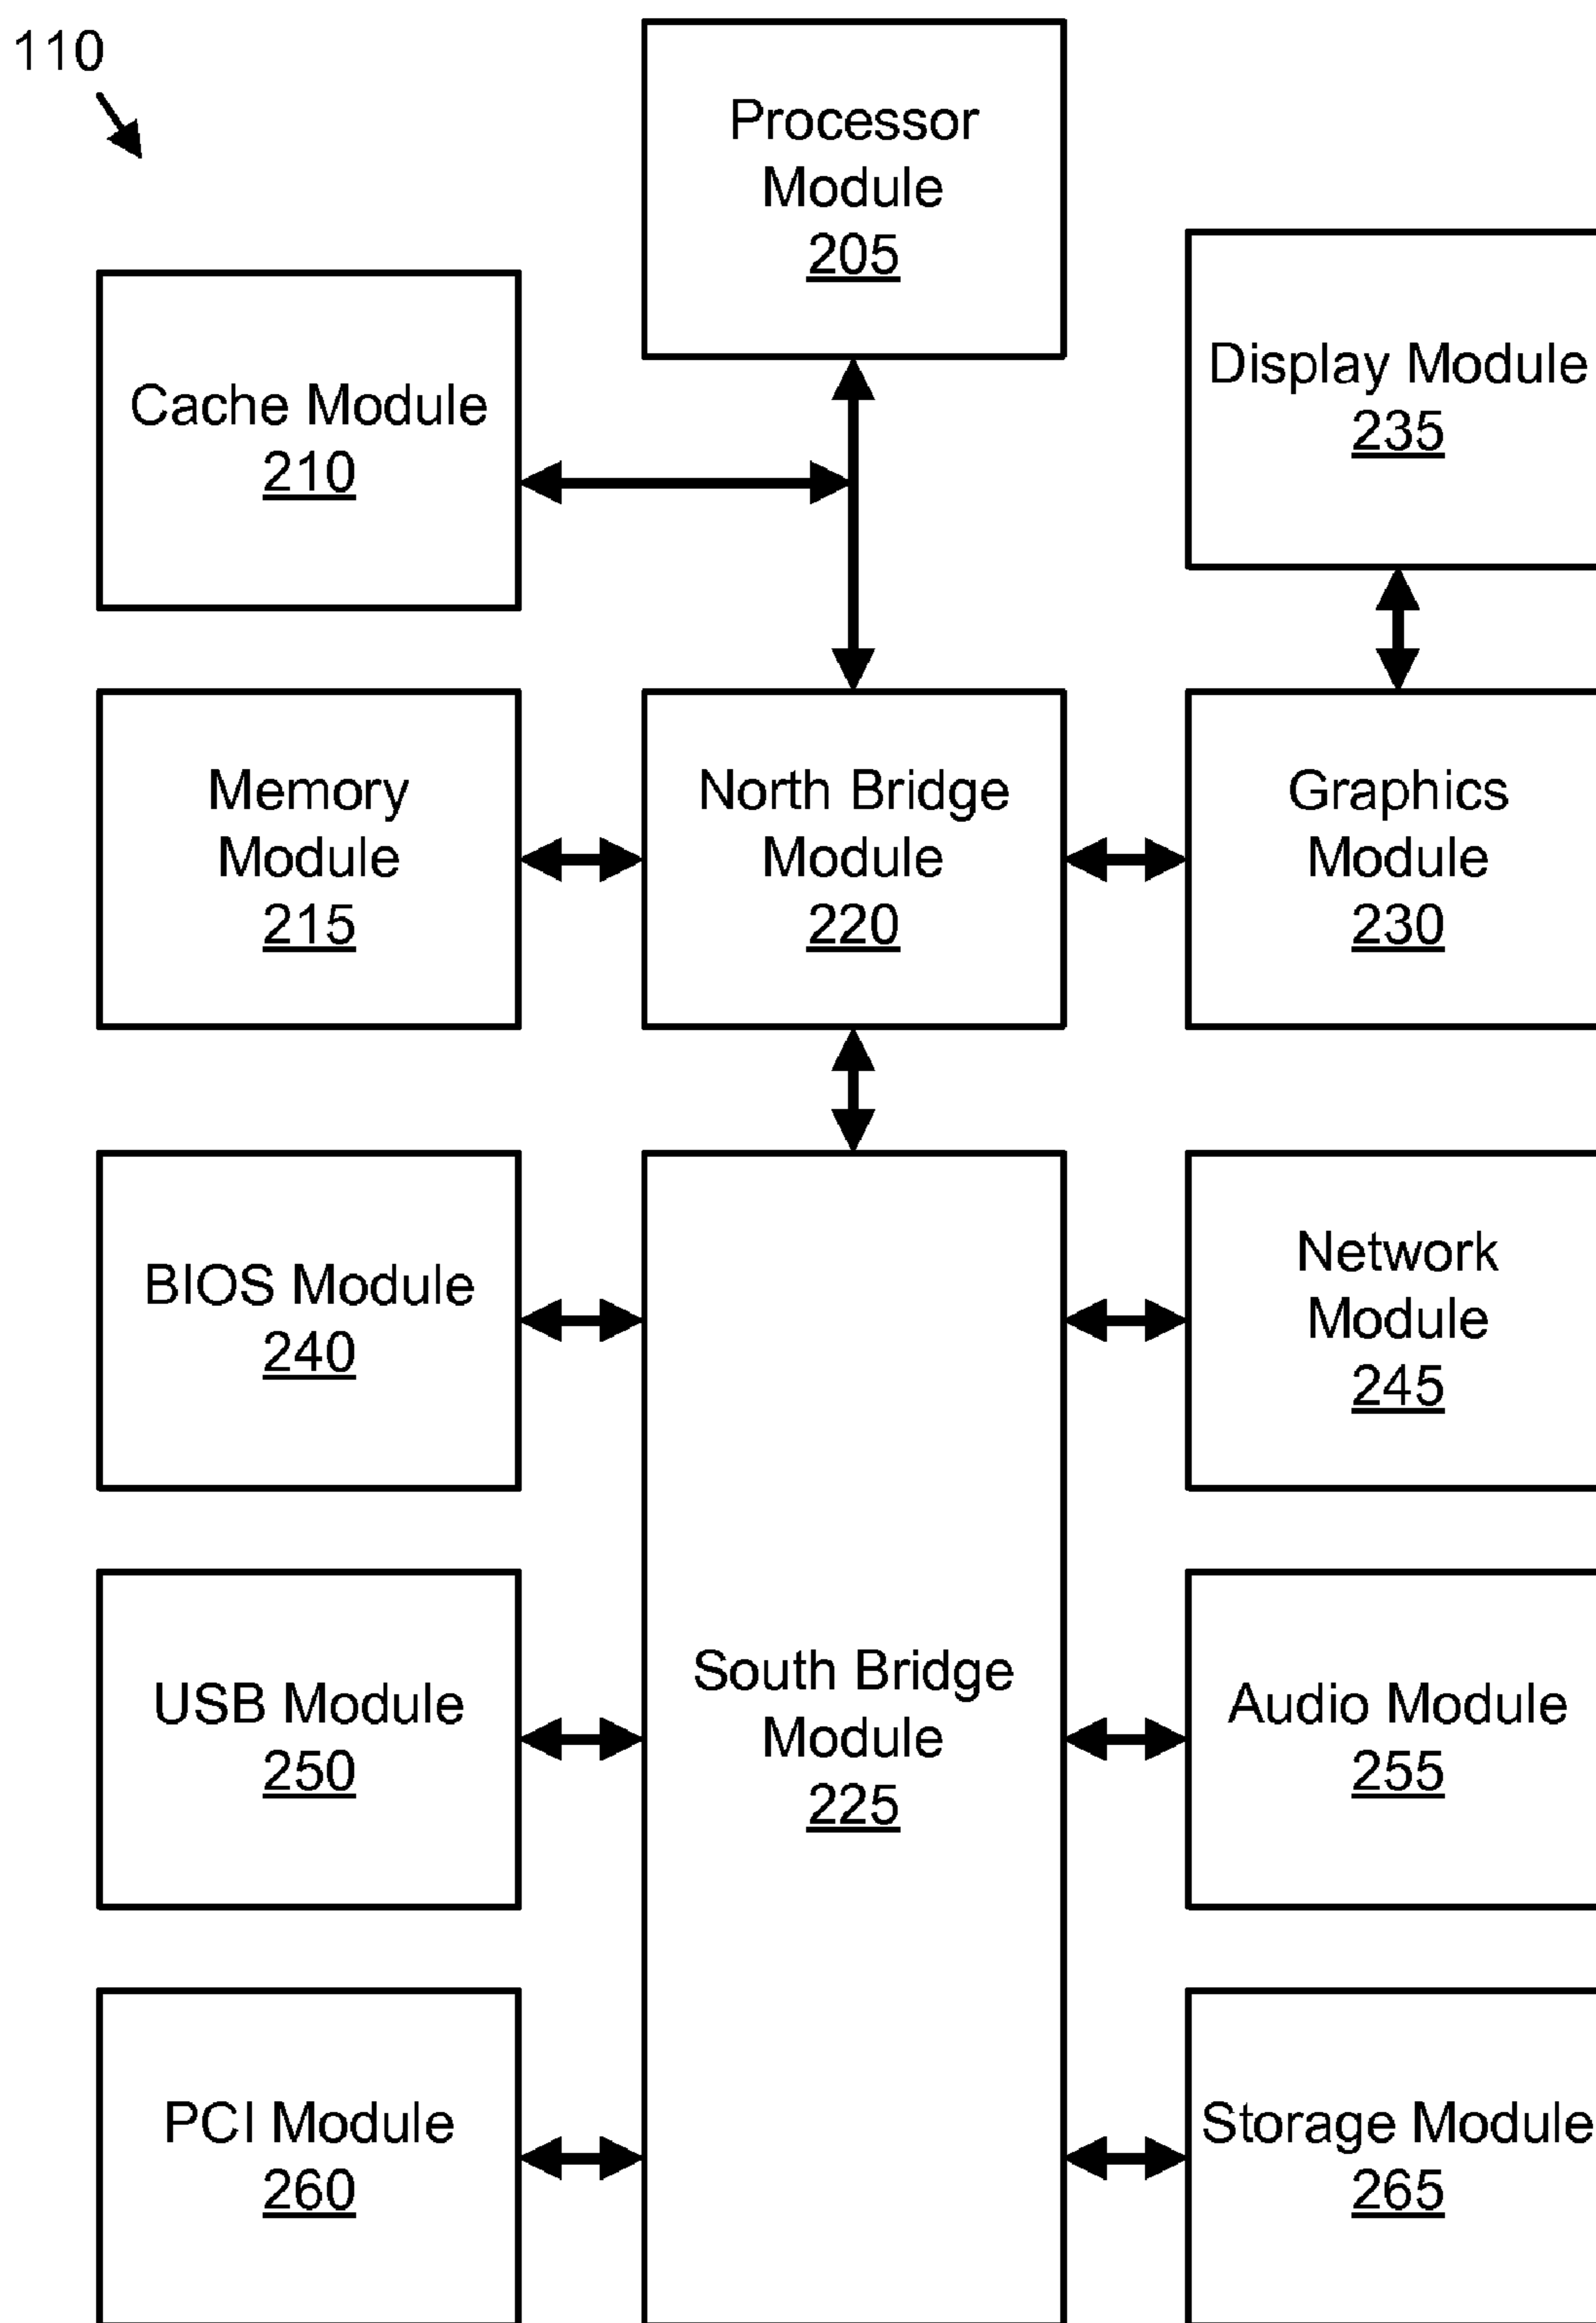 110
Processor
Module
205
Cache Module
210
Display Module
235
Memory
Module
215
North Bridge
Module
220
Graphics
Module
230
BIOS Module
240
Network
Module
245
USB Module
250
South Bridge
Module
225
Audio Module
255
PCI Module
260
Storage Module
265